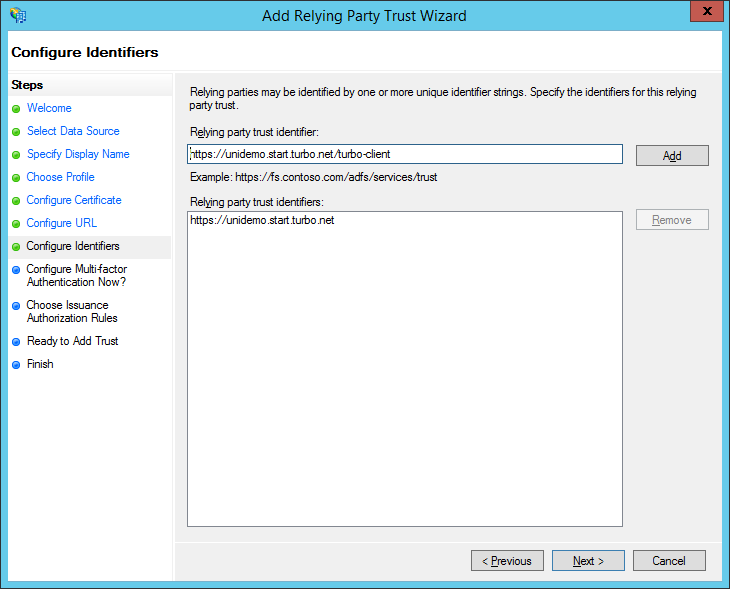 Add Relying Party Trust Wizard
x
Configure Identifiers
Steps
Welcome
Select Data Source
Specify Display Name
Choose Profile
Configure Certificate
Configure URL
Configure Identifiers
Configure Multi-factor
Authentication Now?
Choose Issuance
Authorization Rules
Ready to Add Trust
Finish
Relying parties may be identified by one or more unique identifier strings. Specify the identifiers for this relying
party trust.
Relying party trust identifier:
https://unidemo.start.turbo.net/turbo-client
Add
Example: https://fs.contoso.com/adfs/services/trust
Relying party trust identifiers:
https://unidemo.start.turbo.net
Remove
< Previous
Next >
Cancel